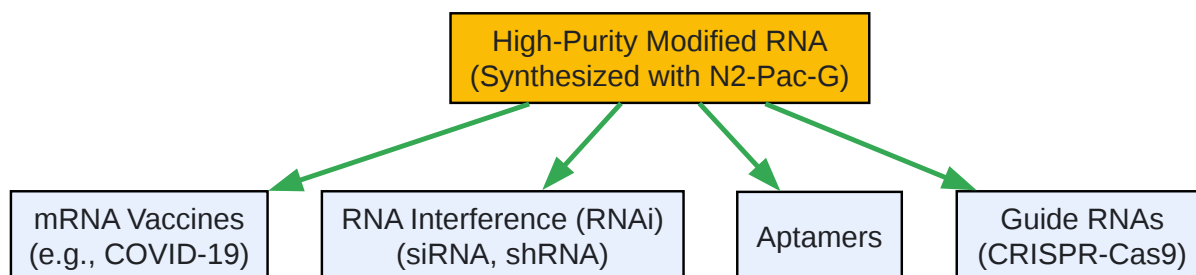 High-Purity Modified RNA
(Synthesized with N2-Pac-G)
mRNA Vaccines
(e.g., COVID-19)
RNA Interference (RNAi)
(siRNA, shRNA)
Aptamers
Guide RNAs
(CRISPR-Cas9)